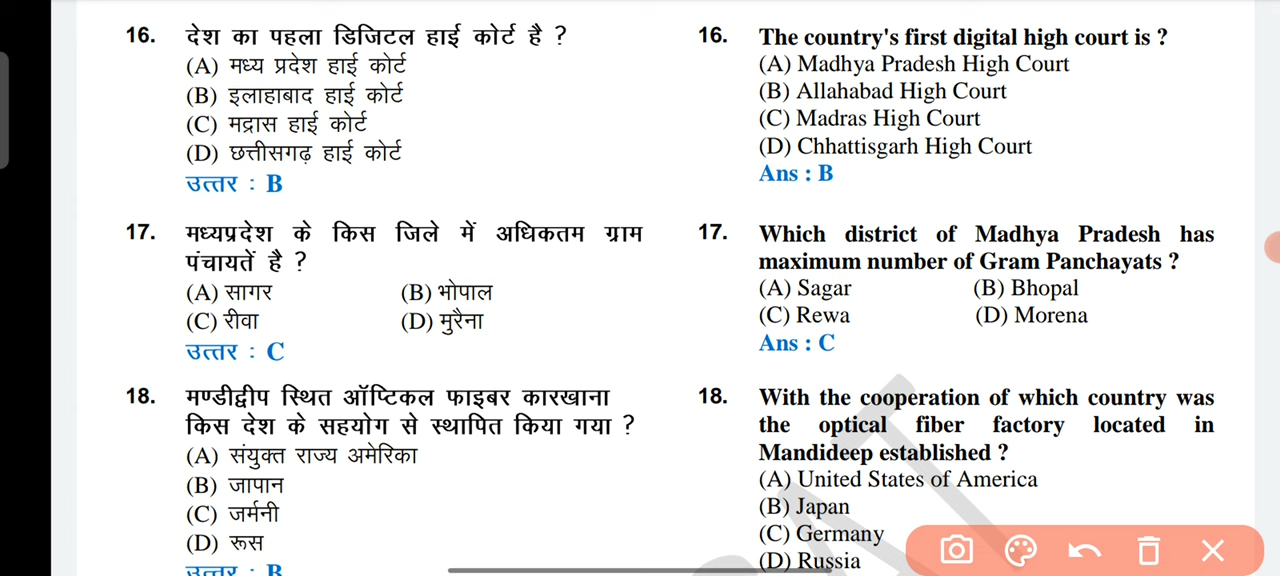 16. देश का पहला डिजिटल हाई कोर्ट है ?
(A) मध्य प्रदेश हाई कोर्ट
(B) इलाहाबाद हाई कोर्ट
(C) मद्रास हाई कोर्ट
(D) छत्तीसगढ़ हाई कोर्ट
उत्तर : B
17. मध्यप्रदेश के किस जिले में अधिकतम ग्राम
पंचायतें है ?
(A) सागर (B) भोपाल
(C) रीवा (D) मुरैना
उत्तर : C
18. मण्डीद्वीप स्थित ऑप्टिकल फाइबर कारखाना
किस देश के सहयोग से स्थापित किया गया ?
(A) संयुक्त राज्य अमेरिका
(B) जापान
(C) जर्मनी
(D) रूस
उत्तर : B
16. The country's first digital high court is ?
(A) Madhya Pradesh High Court
(B) Allahabad High Court
(C) Madras High Court
(D) Chhattisgarh High Court
Ans : B
17. Which district of Madhya Pradesh has
maximum number of Gram Panchayats ?
(A) Sagar (B) Bhopal
(C) Rewa (D) Morena
Ans : C
18. With the cooperation of which country was
the optical fiber factory located in
Mandideep established ?
(A) United States of America
(B) Japan
(C) Germany
(D) Russia